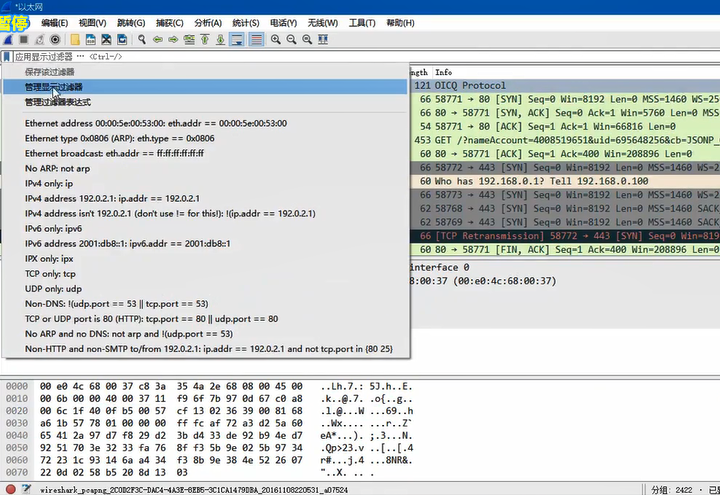 *以太网
暂停 编辑(E) 视图(V) 跳转(G) 捕获(C) 分析(A) 统计(S) 电话(Y) 无线(W) 工具(T) 帮助(H)
应用显示过滤器 … <Ctrl-/>
保存该过滤器
管理显示过滤器
管理过滤器表达式
Ethernet address 00:00:5e:00:53:00: eth.addr == 00:00:5e:00:53:00
Ethernet type 0x0806 (ARP): eth.type == 0x0806
Ethernet broadcast: eth.addr == ff:ff:ff:ff:ff:ff
No ARP: not arp
IPv4 only: ip
IPv4 address 192.0.2.1: ip.addr == 192.0.2.1
IPv4 address isn't 192.0.2.1 (don't use != for this!): !(ip.addr == 192.0.2.1)
IPv6 only: ipv6
IPv6 address 2001:db8::1: ipv6.addr == 2001:db8::1
IPX only: ipx
TCP only: tcp
UDP only: udp
Non-DNS: !(udp.port == 53 || tcp.port == 53)
TCP or UDP port is 80 (HTTP): tcp.port == 80 || udp.port == 80
No ARP and no DNS: not arp and !(udp.port == 53)
Non-HTTP and non-SMTP to/from 192.0.2.1: ip.addr == 192.0.2.1 and not tcp.port in {80 25}
ngth Info
121 OICQ Protocol
66 58771 → 80 [SYN] Seq=0 Win=8192 Len=0 MSS=1460 WS=25
66 80 → 58771 [SYN, ACK] Seq=0 Ack=1 Win=5760 Len=0 MS
54 58771 → 80 [ACK] Seq=1 Ack=1 Win=66816 Len=0
453 GET /?nameAccount=4008519651&uid=695648256&cb=JSONP_
60 80 → 58771 [ACK] Seq=1 Ack=400 Win=208896 Len=0
66 58772 → 443 [SYN] Seq=0 Win=8192 Len=0 MSS=1460 WS=2
60 Who has 192.168.0.1? Tell 192.168.0.100
66 58773 → 443 [SYN] Seq=0 Win=8192 Len=0 MSS=1460 WS=2
62 58768 → 443 [SYN] Seq=0 Win=8192 Len=0 MSS=1460 SACK
62 58769 → 443 [SYN] Seq=0 Win=8192 Len=0 MSS=1460 SACK
66 [TCP Retransmission] 58772 → 443 [SYN] Seq=0 Win=819
60 80 → 58771 [FIN, ACK] Seq=1 Ack=400 Win=208896 Len=0
interface 0
8:00:37 (00:e0:4c:68:00:37)
0000 00 e0 4c 68 00 37 c8 3a 35 4a 2e 68 08 00 45 00 ..Lh.7.: 5J.h..E.
0010 00 6b 00 00 40 00 37 11 f9 6f 7b 97 0d 67 c0 a8 .k..@.7. .o{..g..
0020 00 6c 1f 40 0f b5 00 57 cf 13 02 36 39 00 81 68 .l.@...W ...69..h
0030 a6 1b 57 78 01 00 00 00 ff fc af 72 a3 d2 5a 60 ..Wx.... ...r..Z`
0040 65 41 2a 97 d7 f8 29 d2 3b d4 33 de 92 b9 4e d7 eA*...). ;.3...N.
0050 92 51 70 3e 32 33 fa 76 8f f3 5b 9e 02 5b 97 34 .Qp>23.v ..[..[.4
0060 72 23 1c 93 14 6a a4 34 f3 8b 9e 38 4e 52 26 07 r#...j.4 ...8NR&.
0070 22 0d 02 58 b5 20 8d 13 03 "..X. .. .
wireshark_pcapng_2C0D2F3C-DAC4-4A3E-8EB5-3C1CA1479DBA_20161108220531_a07524 分组: 2422